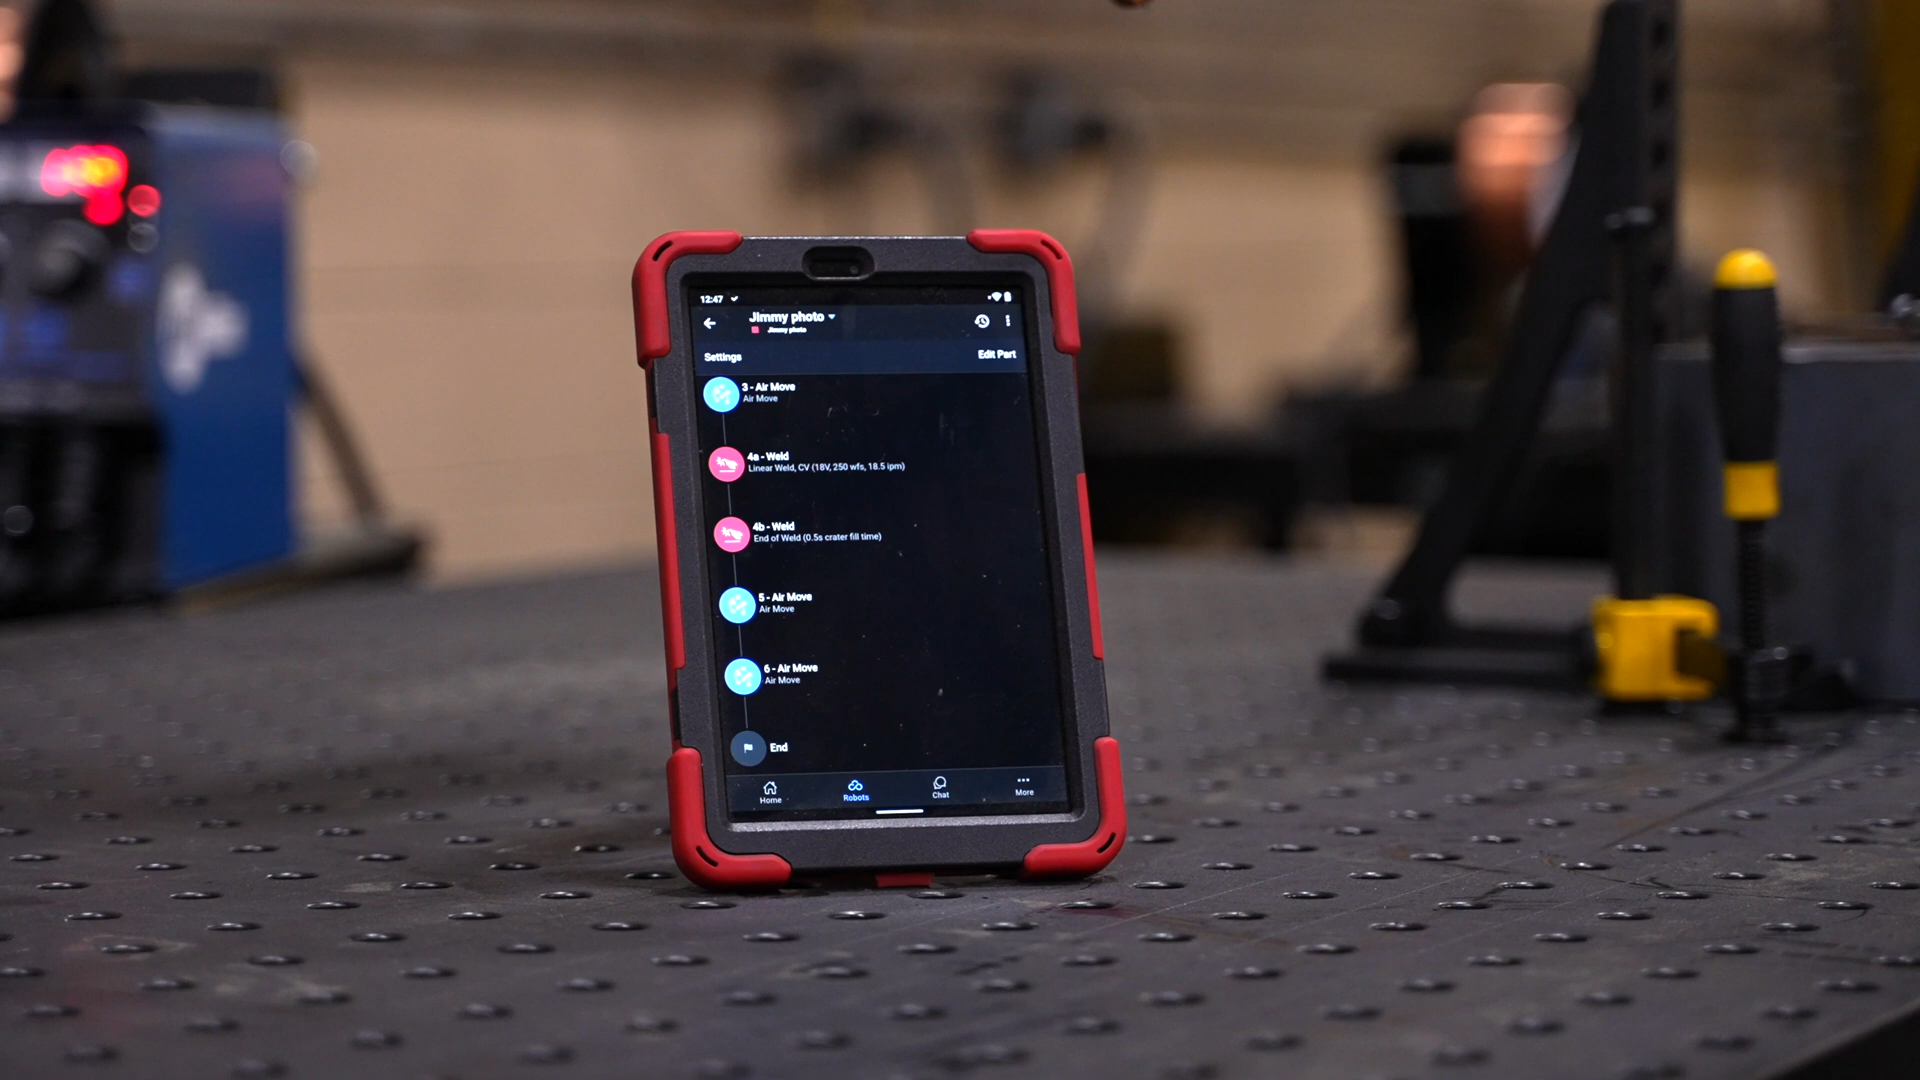 12:47
Jimmy photo
Jimmy photo
Settings
Edit Part
3 - Air Move
Air Move
4a - Weld
Linear Weld, CV (18V, 250 wfs, 18.5 ipm)
4b - Weld
End of Weld (0.5s crater fill time)
5 - Air Move
Air Move
6 - Air Move
Air Move
End
Home
Robots
Chat
More